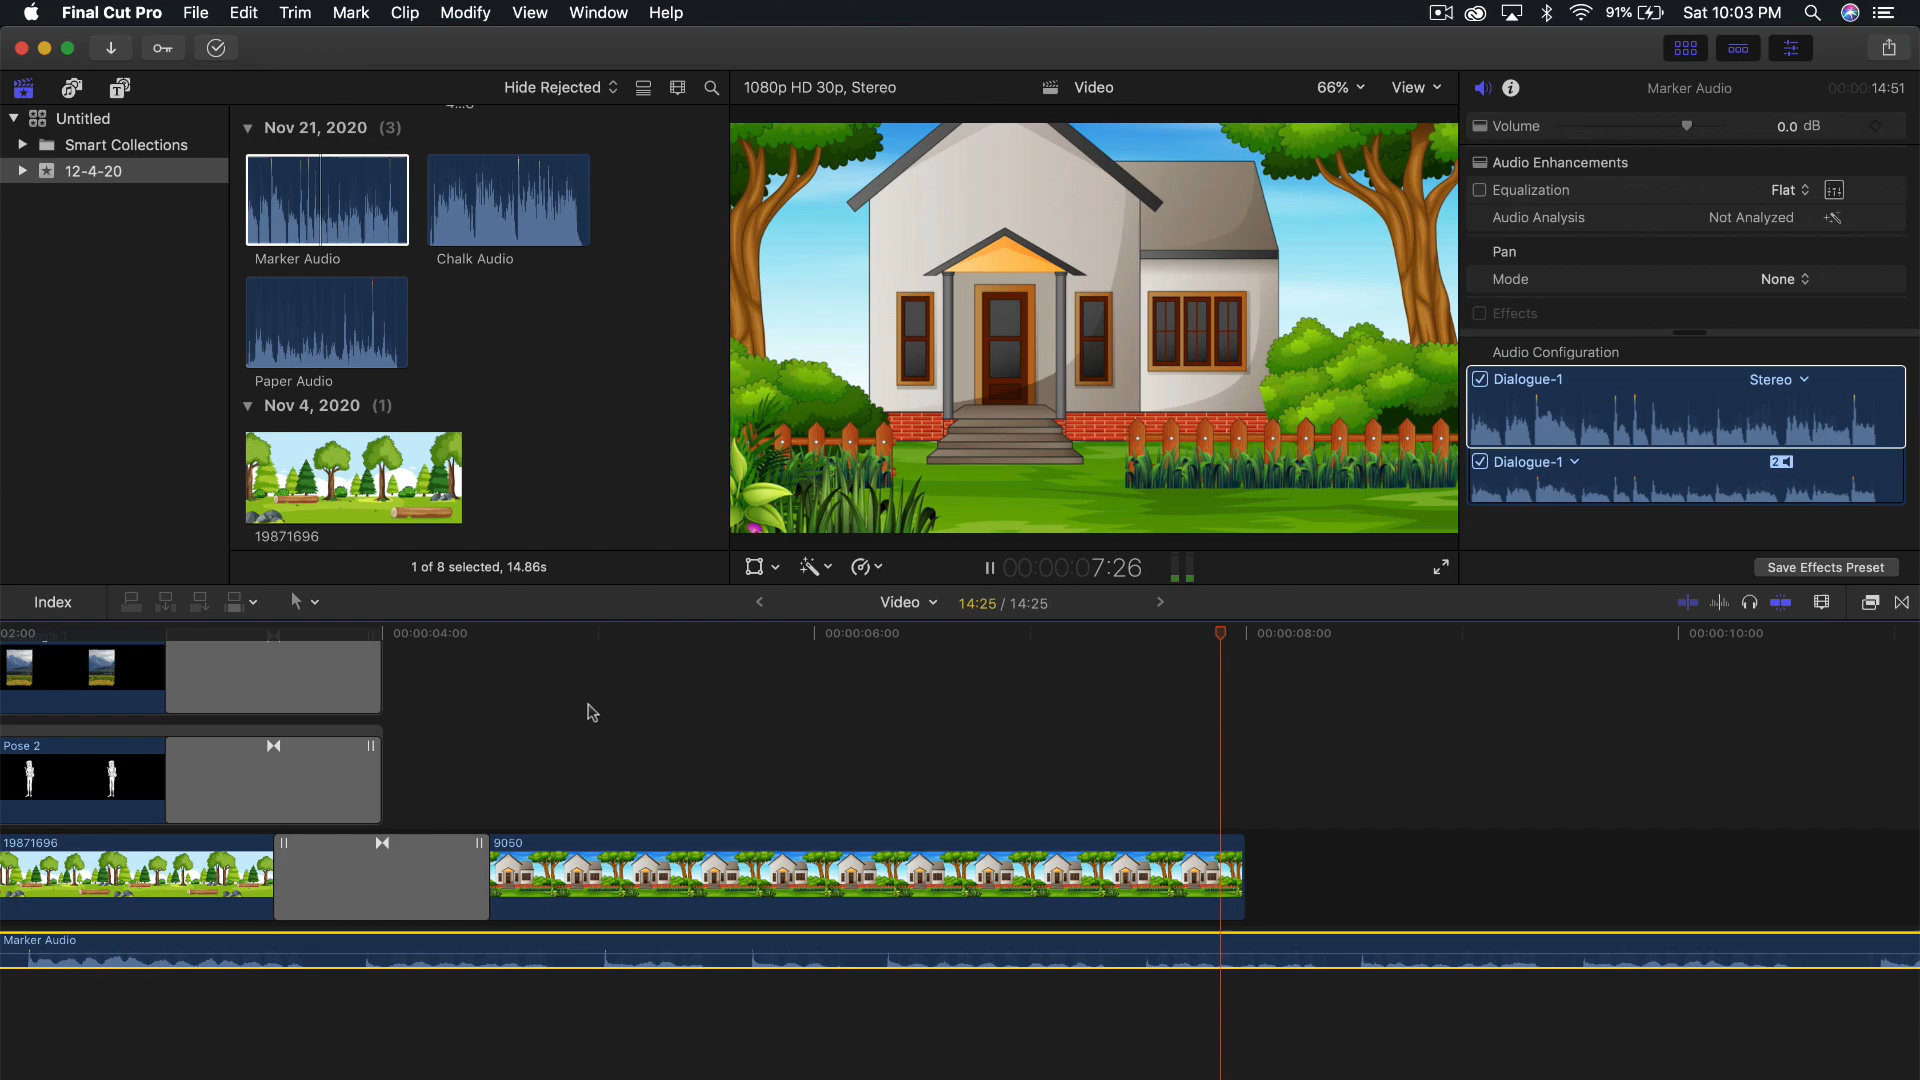 Final Cut Pro File Edit Trim Mark Clip Modify View Window Help 91% Sat 10:03 PM
Hide Rejected
1080p HD 30p, Stereo Video 66% View
Marker Audio 00:00:14:51
Untitled
Smart Collections
12-4-20
Nov 21, 2020 (3)
Marker Audio Chalk Audio
Paper Audio
Nov 4, 2020 (1)
19871696
1 of 8 selected, 14.86s
00:00:07:26
Volume 0.0 dB
Audio Enhancements
Equalization Flat
Audio Analysis Not Analyzed
Pan
Mode None
Effects
Audio Configuration
Dialogue-1 Stereo
Dialogue-1 2
Save Effects Preset
Index Video 14:25 / 14:25
02:00 00:00:04:00 00:00:06:00 00:00:08:00 00:00:10:00
Pose 2
19871696 9050
Marker Audio